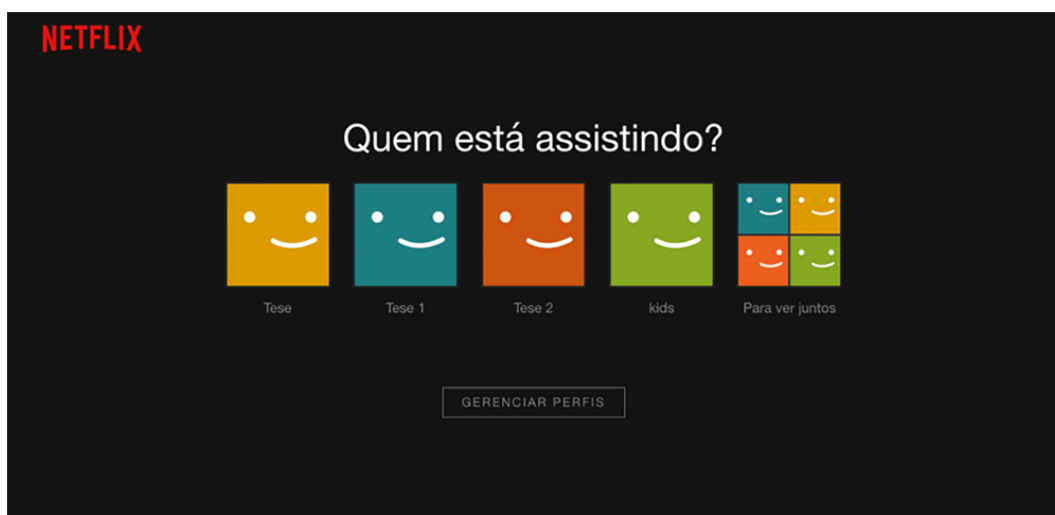 NETFLIX
Quem está assistindo?
Tese
Tese 1
Tese 2
kids
Para ver juntos
GERENCIAR PERFIS